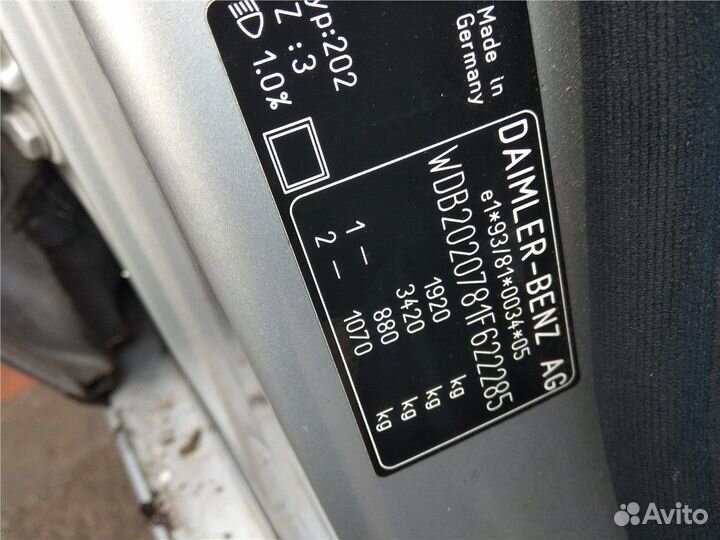 DAIMLER-BENZ AG
e1*93/81*0034*05
WDB2020781F622285
1920 kg
3420 kg
1 – 880 kg
2 – 1070 kg
Made in
Germany
yp:202
Z :3
1.0%
Avito